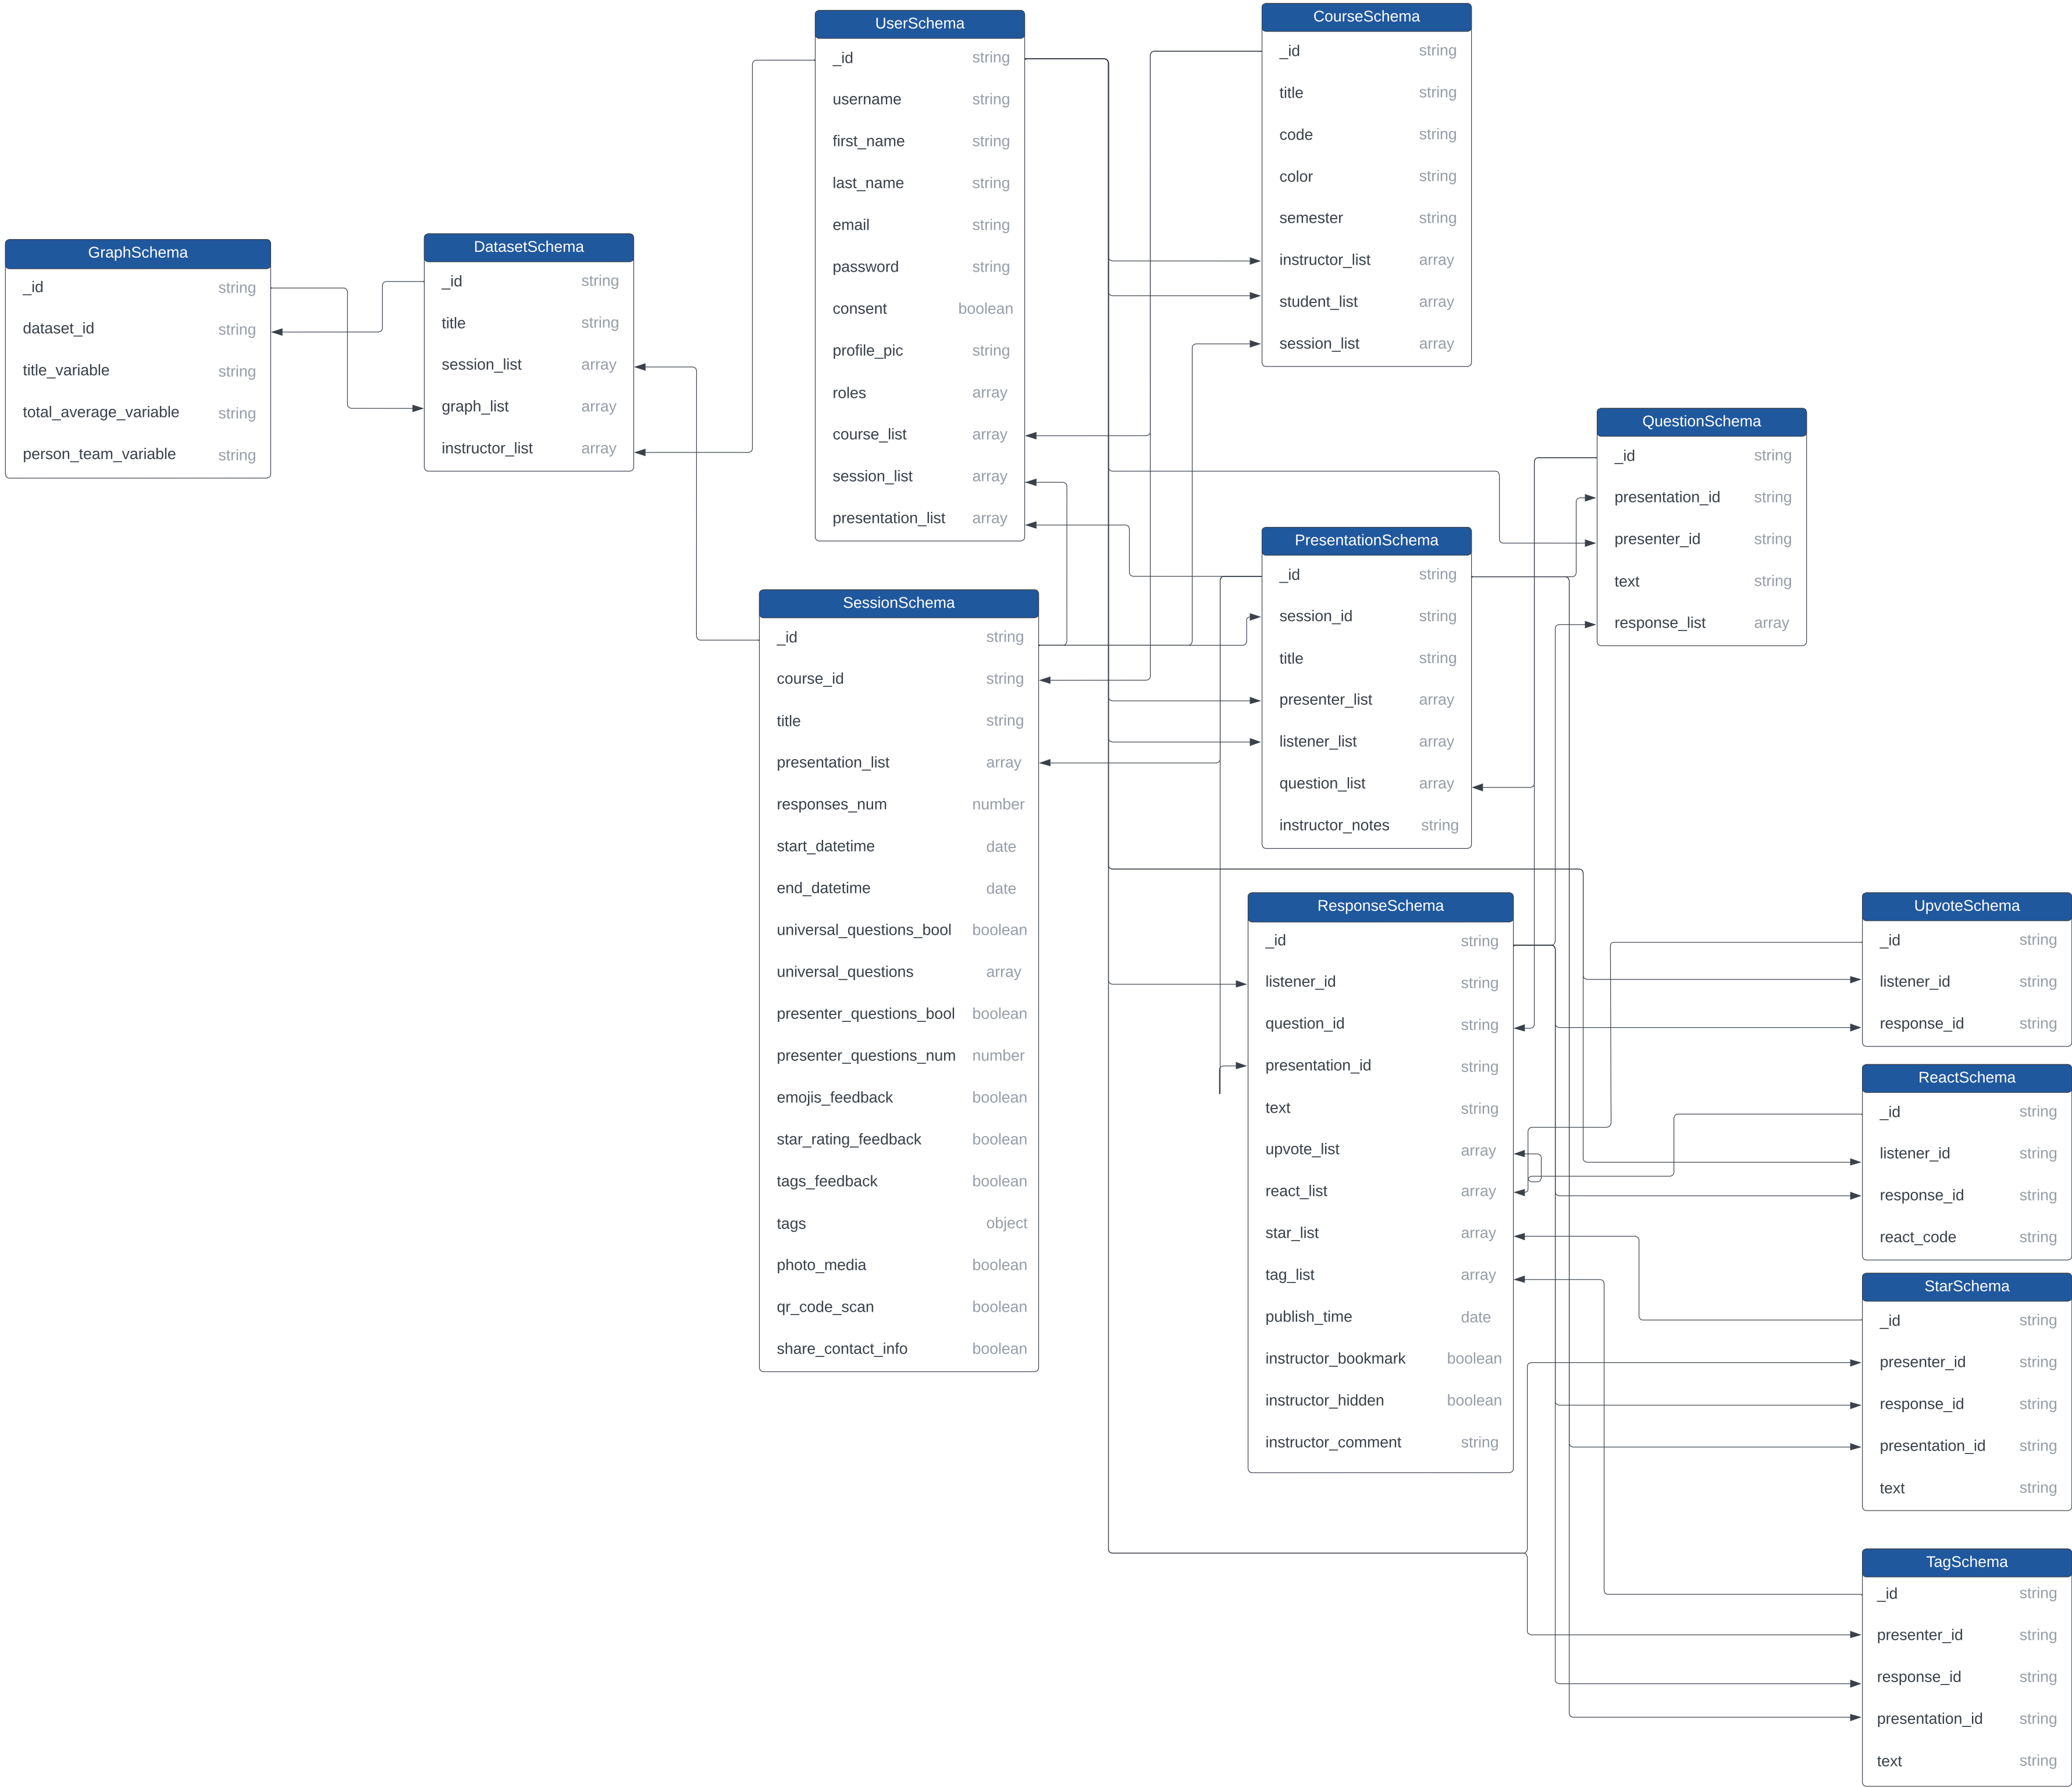 UserSchema
_id string
username string
first_name string
last_name string
email string
password string
consent boolean
profile_pic string
roles array
course_list array
session_list array
presentation_list array
CourseSchema
_id string
title string
code string
color string
semester string
instructor_list array
student_list array
session_list array
GraphSchema
_id string
dataset_id string
title_variable string
total_average_variable string
person_team_variable string
DatasetSchema
_id string
title string
session_list array
graph_list array
instructor_list array
QuestionSchema
_id string
presentation_id string
presenter_id string
text string
response_list array
PresentationSchema
_id string
session_id string
title string
presenter_list array
listener_list array
question_list array
instructor_notes string
SessionSchema
_id string
course_id string
title string
presentation_list array
responses_num number
start_datetime date
end_datetime date
universal_questions_bool boolean
universal_questions array
presenter_questions_bool boolean
presenter_questions_num number
emojis_feedback boolean
star_rating_feedback boolean
tags_feedback boolean
tags object
photo_media boolean
qr_code_scan boolean
share_contact_info boolean
ResponseSchema
_id string
listener_id string
question_id string
presentation_id string
text string
upvote_list array
react_list array
star_list array
tag_list array
publish_time date
instructor_bookmark boolean
instructor_hidden boolean
instructor_comment string
UpvoteSchema
_id string
listener_id string
response_id string
ReactSchema
_id string
listener_id string
response_id string
react_code string
StarSchema
_id string
presenter_id string
response_id string
presentation_id string
text string
TagSchema
_id string
presenter_id string
response_id string
presentation_id string
text string